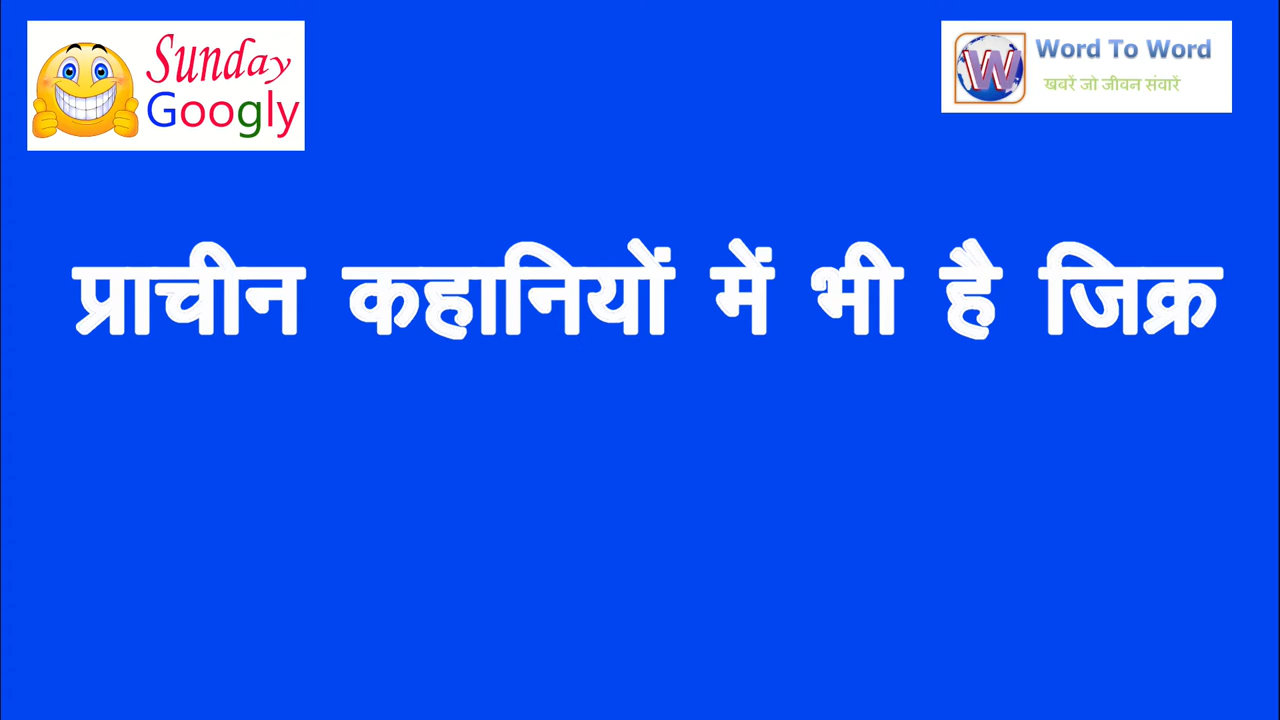 Sunday
Googly
Word To Word
खबरें जो जीवन संवारें
प्राचीन कहानियों में भी है जिक्र